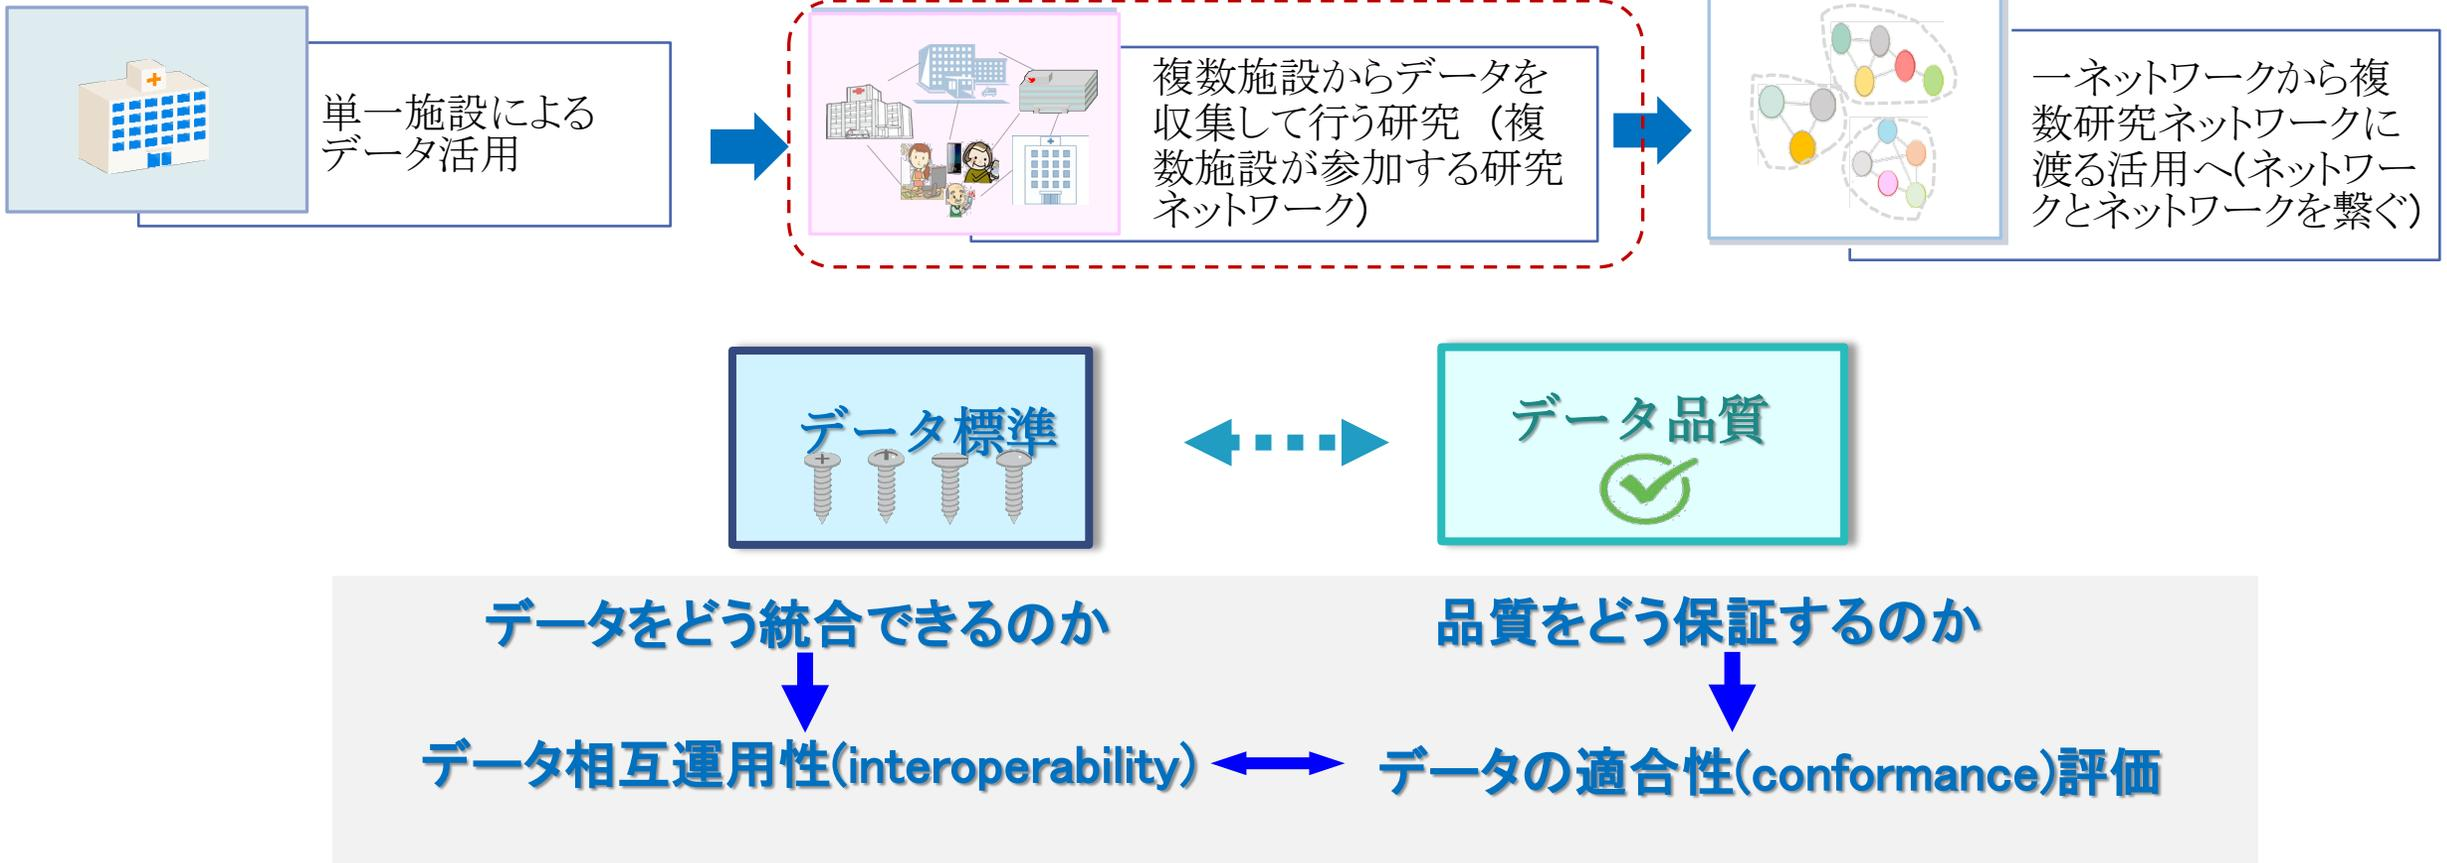 単一施設による
データ活用
複数施設からデータを
収集して行う研究 (複
数施設が参加する研究
ネットワーク)
一ネットワークから複
数研究ネットワークに
渡る活用へ(ネットワー
クとネットワークを繋ぐ)
データ標準
データ品質
データをどう統合できるのか
品質をどう保証するのか
データ相互運用性(interoperability)
データの適合性(conformance)評価